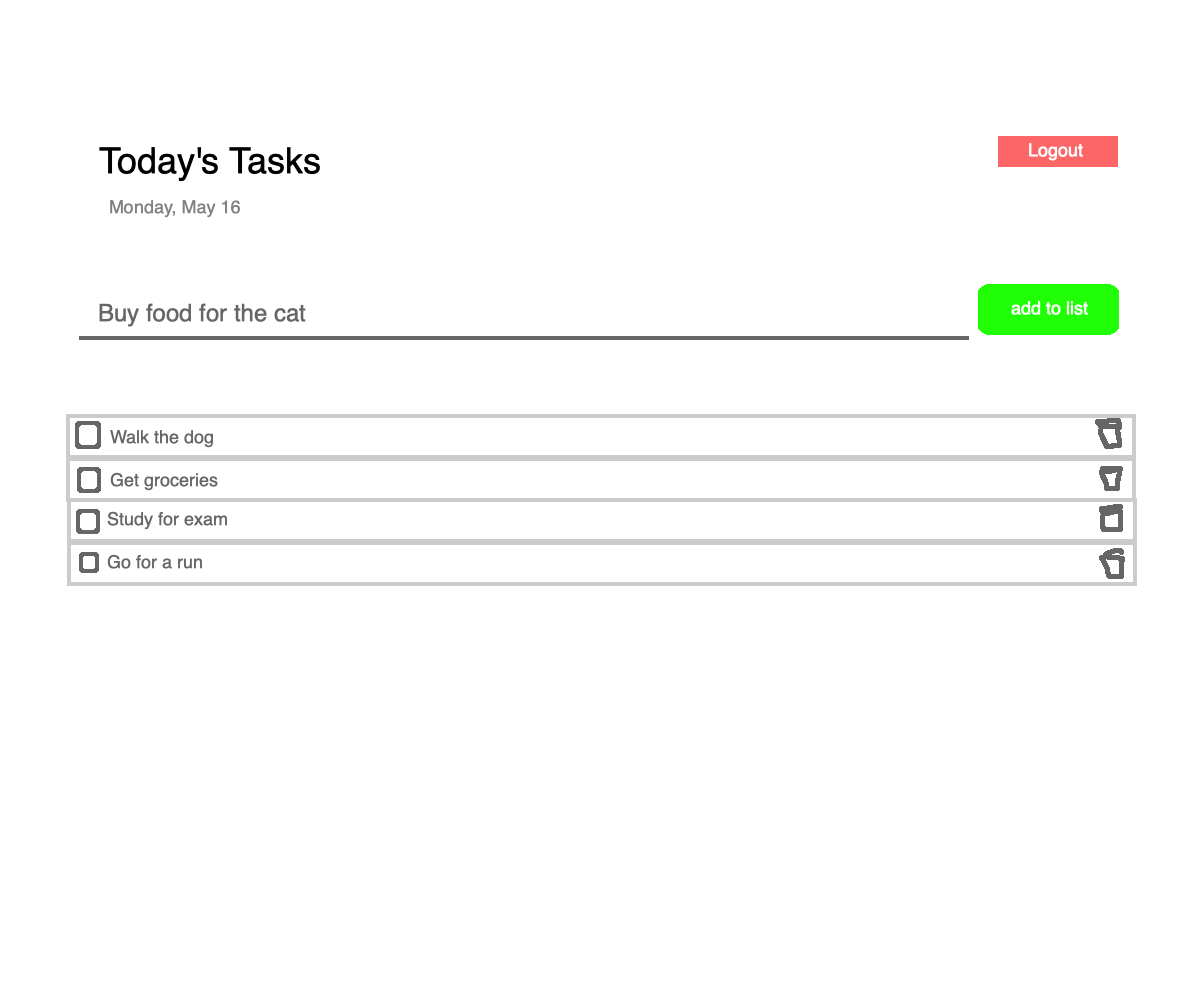 Today's Tasks
Logout
Monday, May 16
Buy food for the cat
add to list
Walk the dog
Get groceries
Study for exam
Go for a run